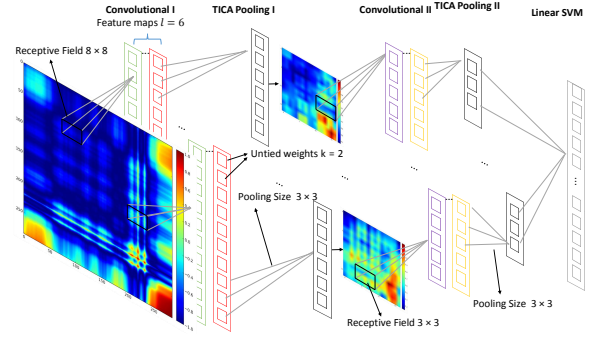 Convolutional I
TICA Pooling I
Convolutional II
TICA Pooling II
Linear SVM
Feature maps l = 6
Receptive Field 8 × 8
Untied weights k = 2
Pooling Size 3 × 3
Pooling Size 3 × 3
Receptive Field 3 × 3